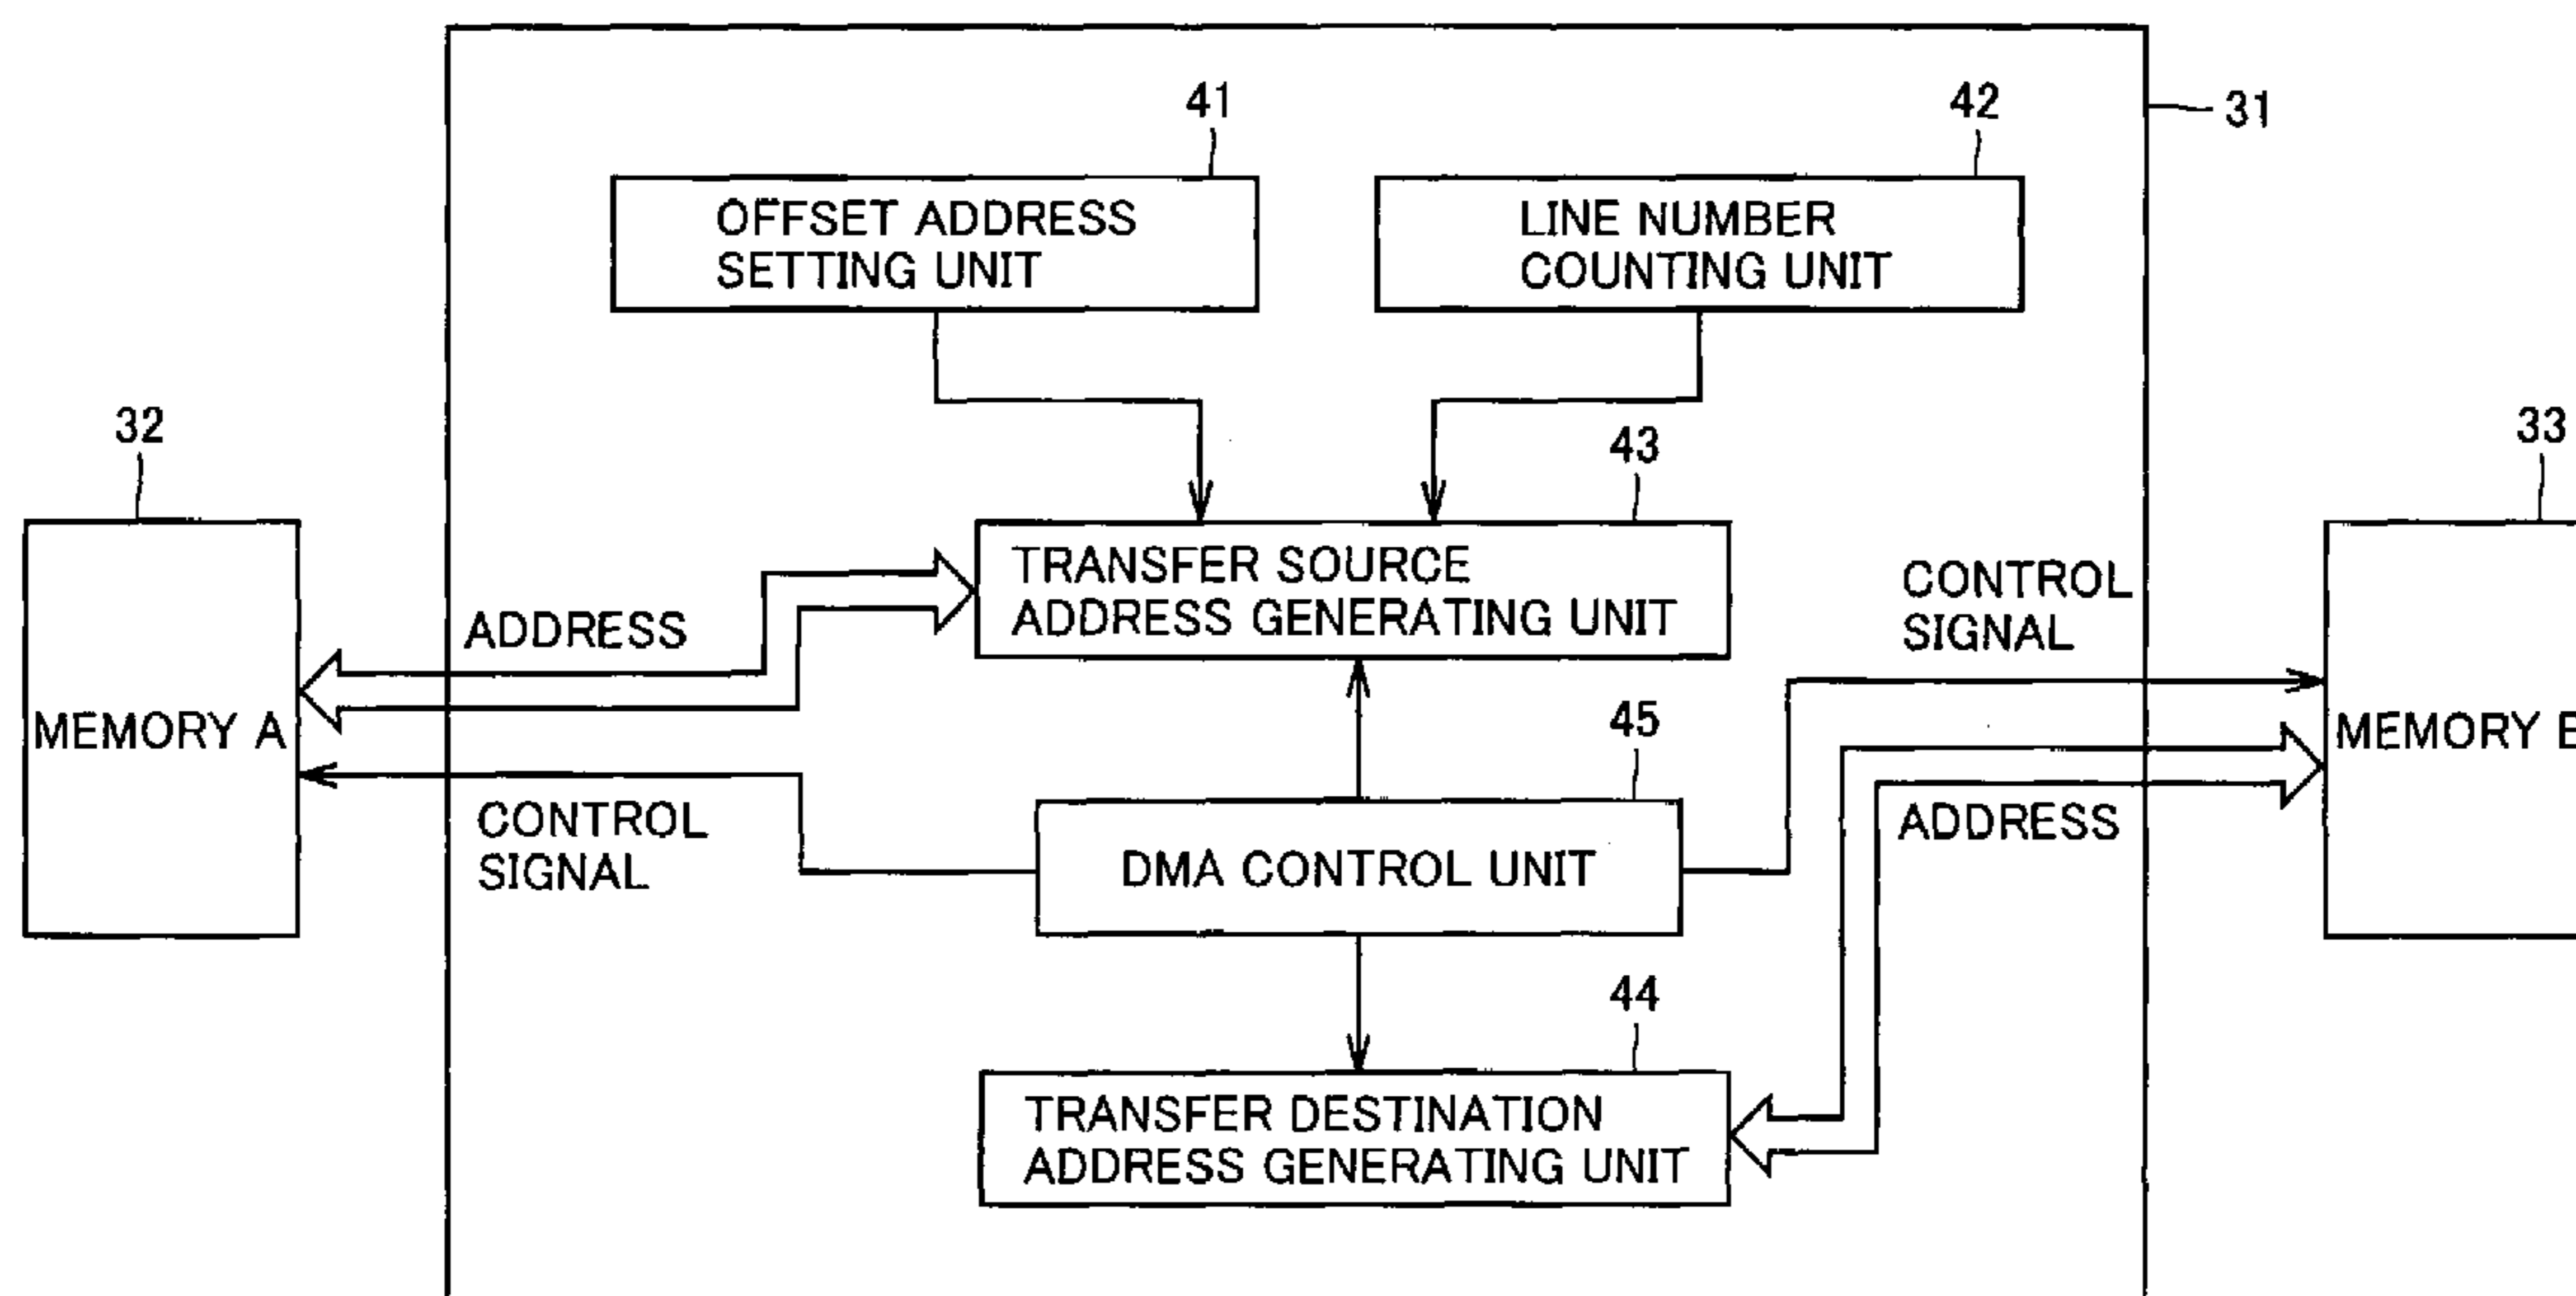 41
42
31
OFFSET ADDRESS
SETTING UNIT
LINE NUMBER
COUNTING UNIT
32
43
33
TRANSFER SOURCE
ADDRESS GENERATING UNIT
CONTROL
SIGNAL
ADDRESS
MEMORY A
45
MEMORY
CONTROL
SIGNAL
DMA CONTROL UNIT
ADDRESS
44
TRANSFER DESTINATION
ADDRESS GENERATING UNIT